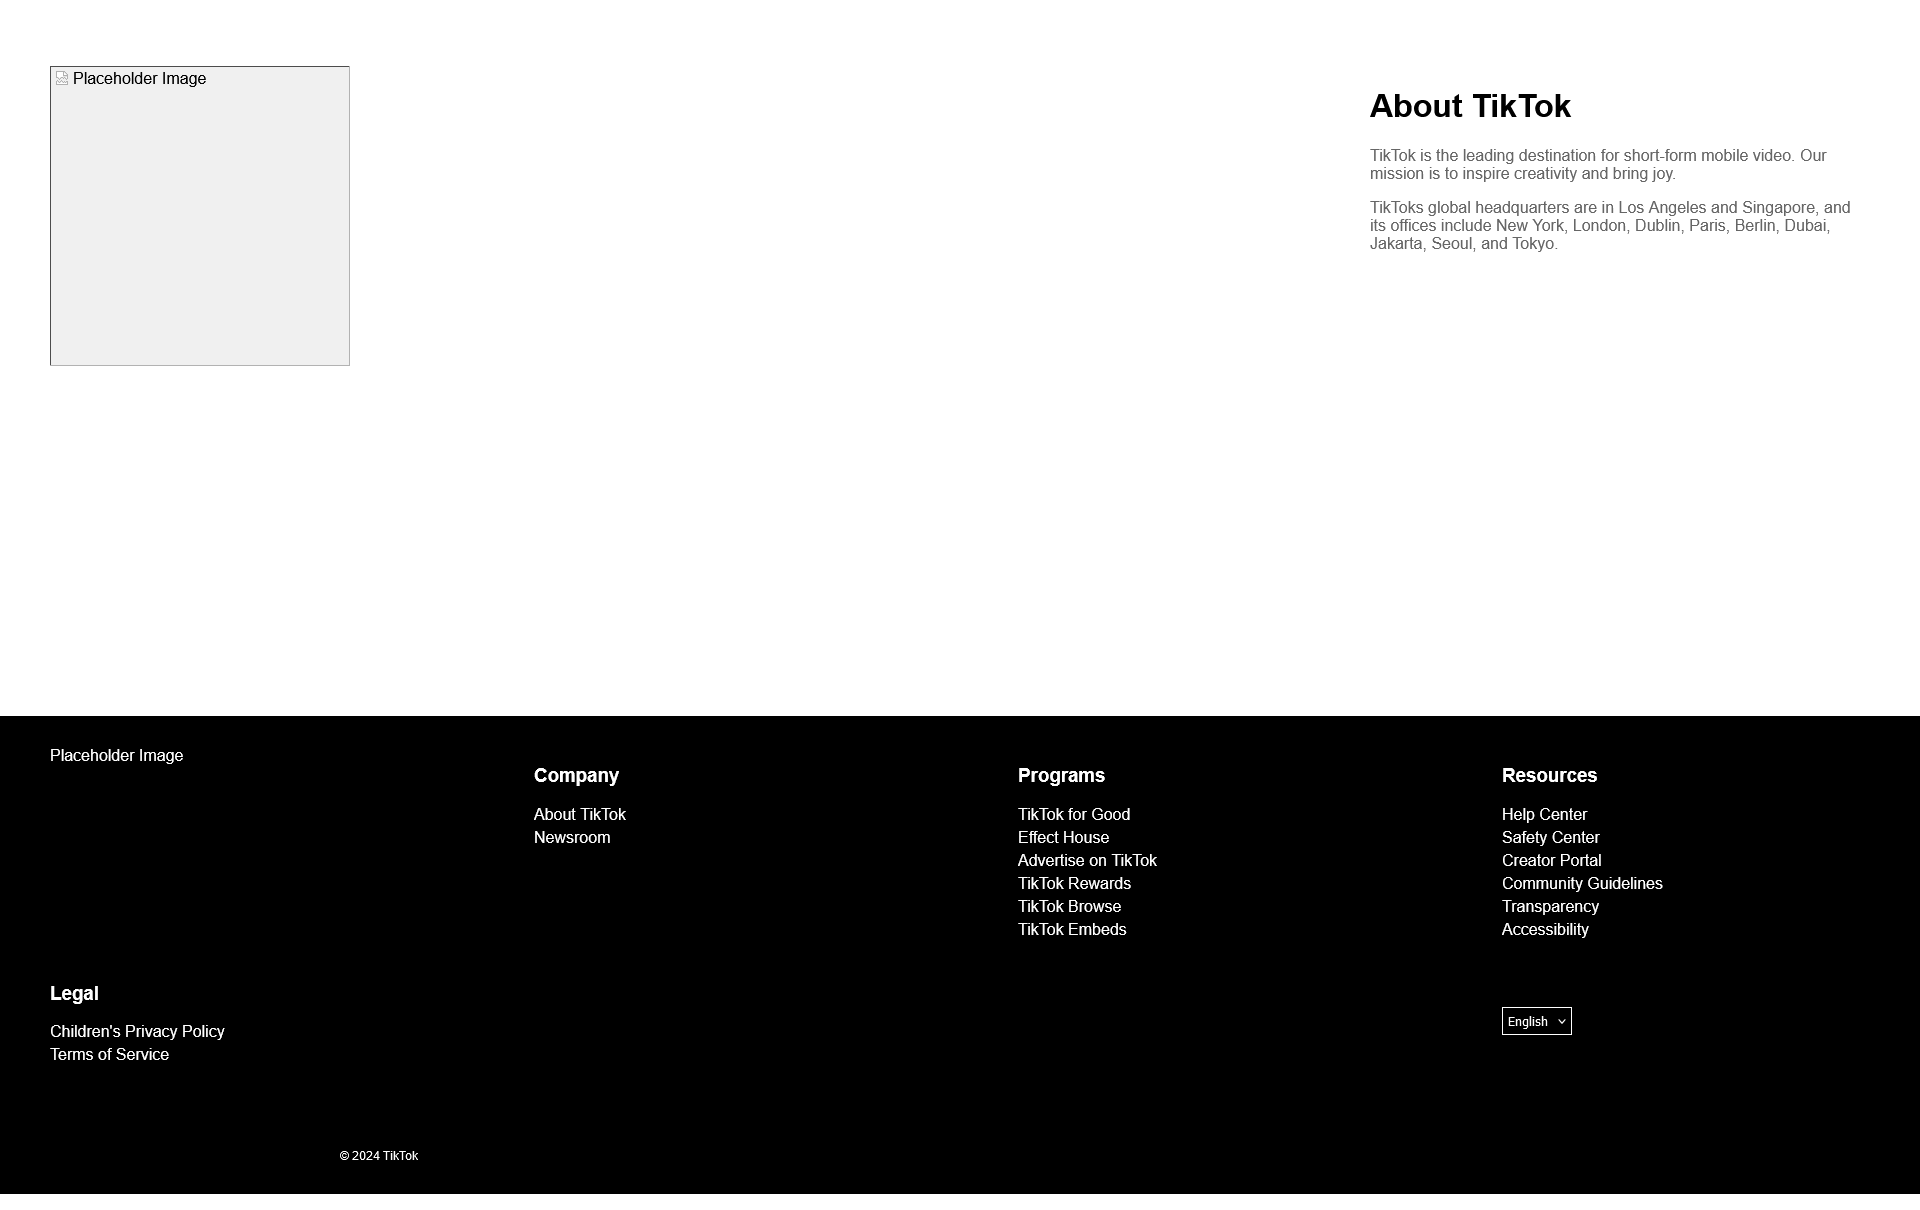 Placeholder Image
About TikTok
TikTok is the leading destination for short-form mobile video. Our
mission is to inspire creativity and bring joy.
TikToks global headquarters are in Los Angeles and Singapore, and
its offices include New York, London, Dublin, Paris, Berlin, Dubai,
Jakarta, Seoul, and Tokyo.
Placeholder Image
Company
About TikTok
Newsroom
Programs
TikTok for Good
Effect House
Advertise on TikTok
TikTok Rewards
TikTok Browse
TikTok Embeds
Resources
Help Center
Safety Center
Creator Portal
Community Guidelines
Transparency
Accessibility
Legal
Children's Privacy Policy
Terms of Service
English
© 2024 TikTok